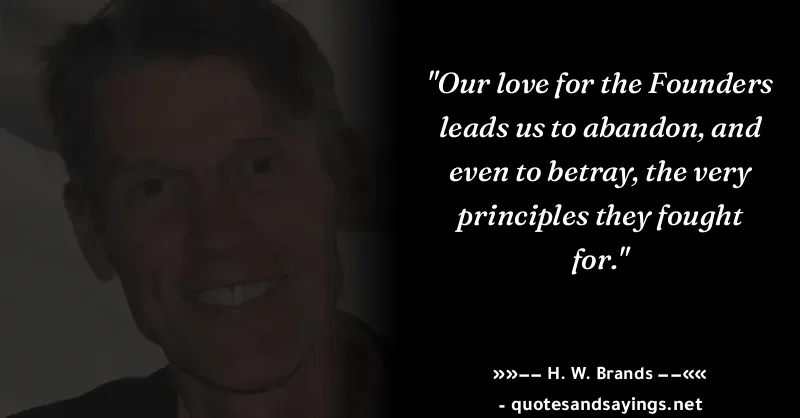 "Our love for the Founders
leads us to abandon, and
even to betray, the very
principles they fought
for."
»»−− H. W. Brands −−««
- quotesandsayings.net